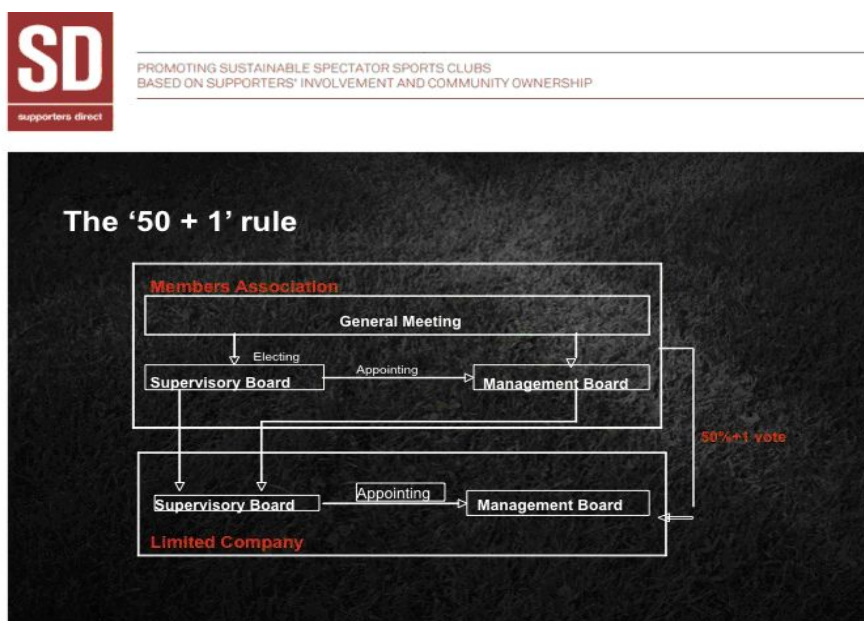 SD
supporters direct
PROMOTING SUSTAINABLE SPECTATOR SPORTS CLUBS
BASED ON SUPPORTERS' INVOLVEMENT AND COMMUNITY OWNERSHIP
The ‘50 + 1’ rule
Members Association
General Meeting
Electing
Supervisory Board
Appointing
Management Board
50%+1 vote
Supervisory Board
Appointing
Management Board
Limited Company